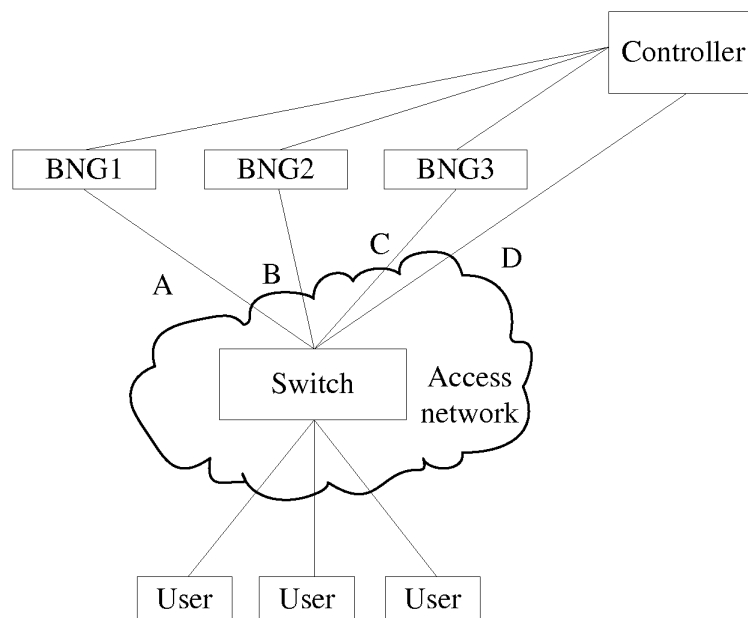 Controller
BNG1
BNG2
BNG3
A
B
C
D
Switch
Access
network
User
User
User